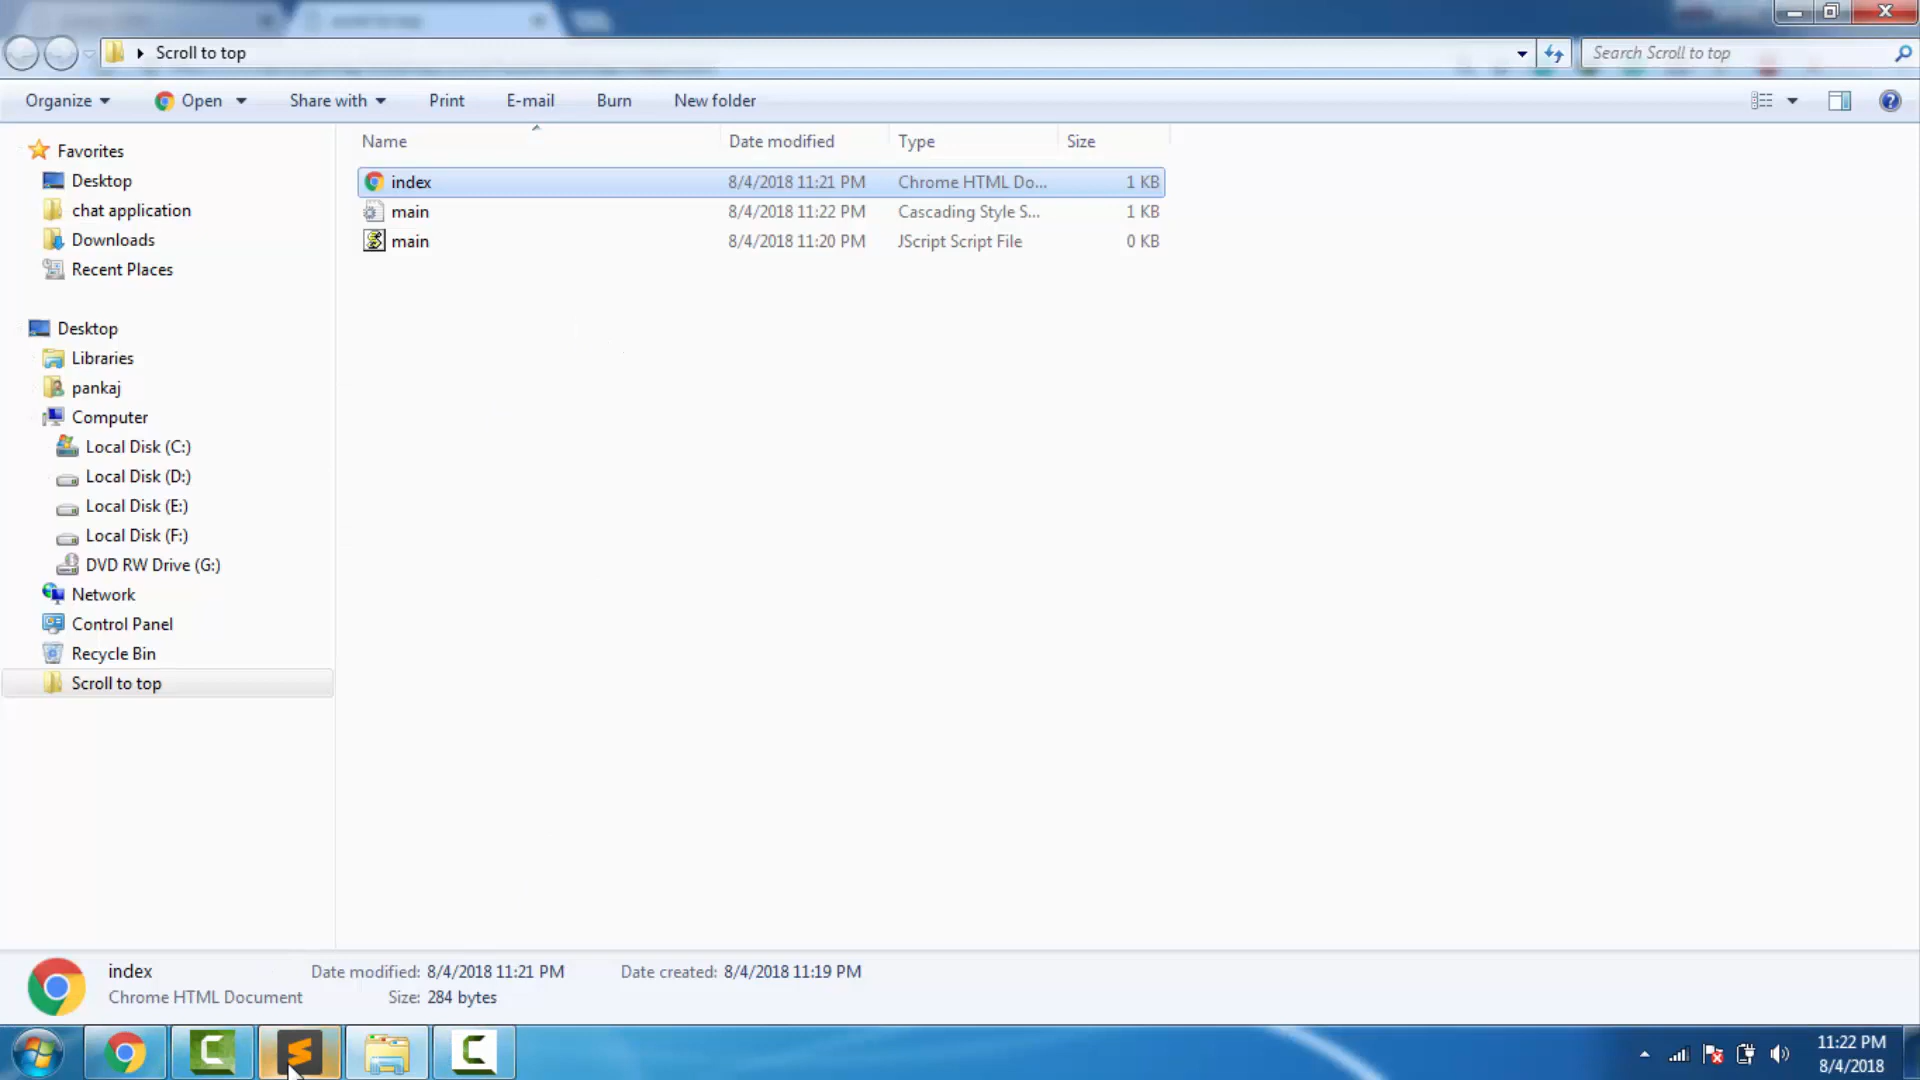 Scroll to top
Search Scroll to top
Organize Open Share with Print E-mail Burn New folder
Name Date modified Type Size
index 8/4/2018 11:21 PM Chrome HTML Do... 1 KB
main 8/4/2018 11:22 PM Cascading Style S... 1 KB
main 8/4/2018 11:20 PM JScript Script File 0 KB
Favorites
Desktop
chat application
Downloads
Recent Places
Desktop
Libraries
pankaj
Computer
Local Disk (C:)
Local Disk (D:)
Local Disk (E:)
Local Disk (F:)
DVD RW Drive (G:)
Network
Control Panel
Recycle Bin
Scroll to top
index Date modified: 8/4/2018 11:21 PM Date created: 8/4/2018 11:19 PM
Chrome HTML Document Size: 284 bytes
11:22 PM
8/4/2018